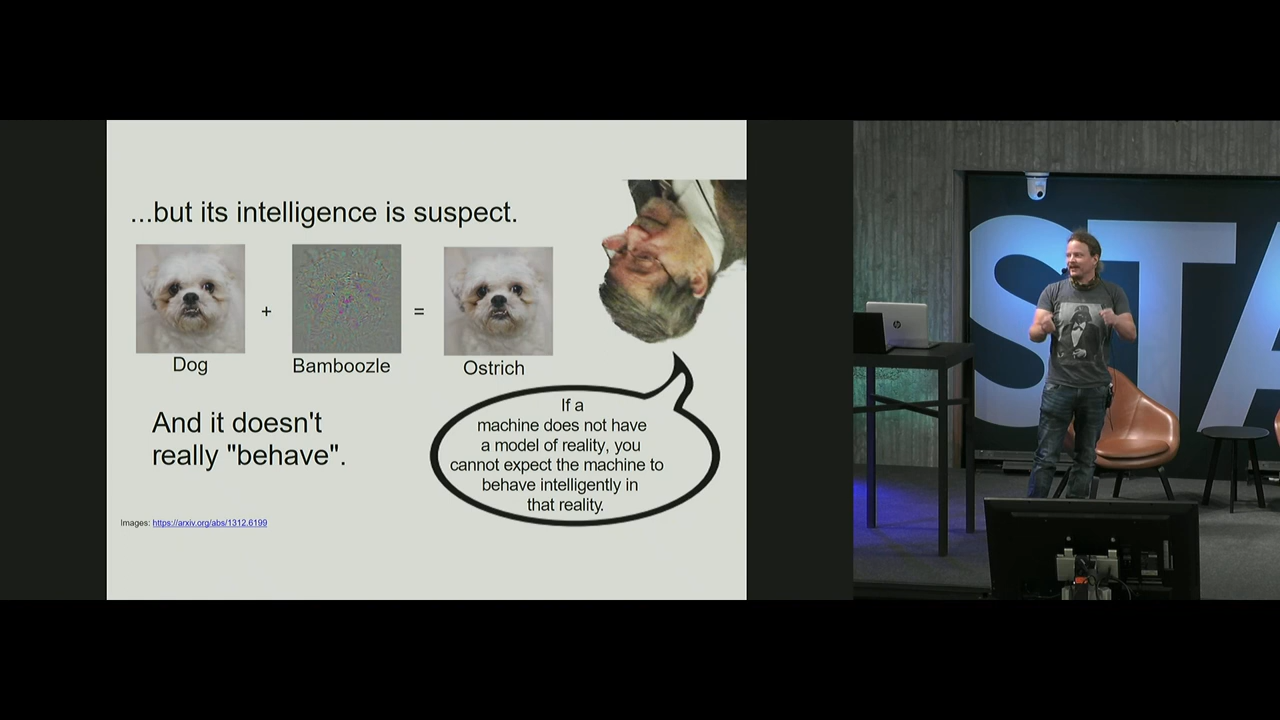 ...but its intelligence is suspect.
+
=
Dog
Bamboozle
Ostrich
And it doesn't
really "behave".
If a
machine does not have
a model of reality, you
cannot expect the machine to
behave intelligently in
that reality.
Images: https://arxiv.org/abs/1312.6199
STA
hp